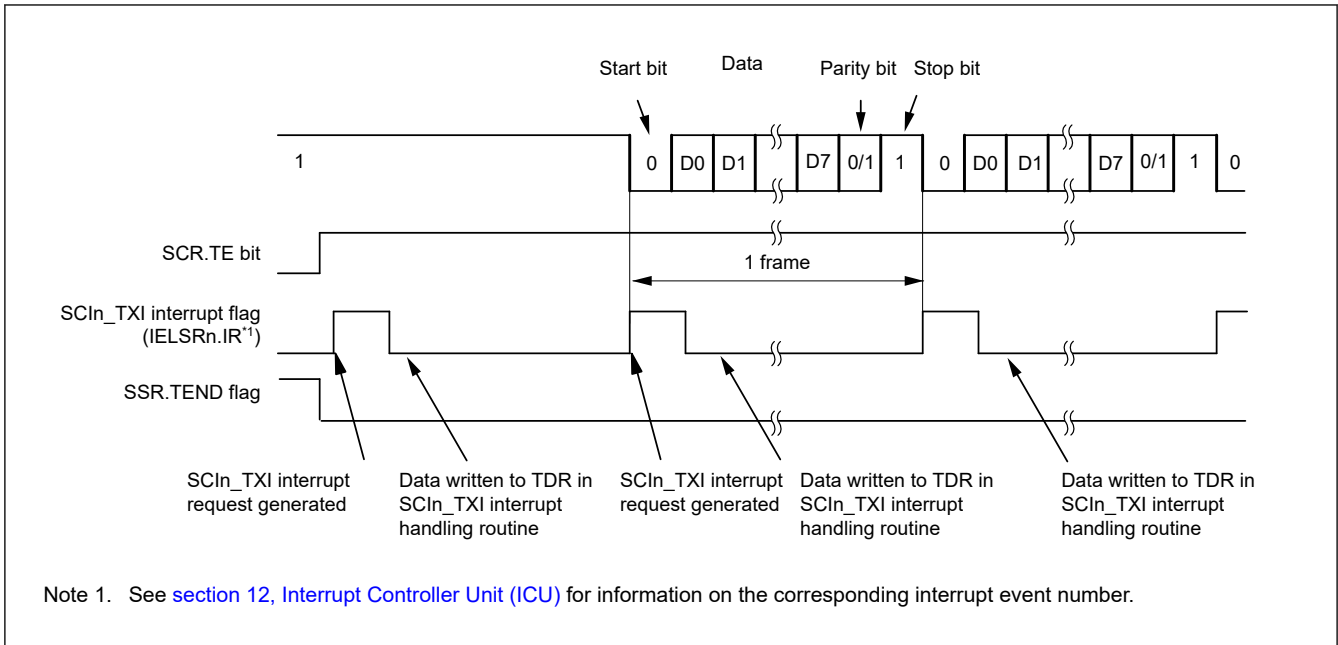 Start bit Data Parity bit Stop bit
1 0 D0 D1 D7 0/1 1 0 D0 D1 D7 0/1 1 0
SCR.TE bit
1 frame
SCIn_TXI interrupt flag
(IELSRn.IR*1)
SSR.TEND flag
SCIn_TXI interrupt
request generated
Data written to TDR in
SCIn_TXI interrupt
handling routine
SCIn_TXI interrupt
request generated
Data written to TDR in
SCIn_TXI interrupt
handling routine
Data written to TDR in
SCIn_TXI interrupt
handling routine
Note 1. See section 12, Interrupt Controller Unit (ICU) for information on the corresponding interrupt event number.